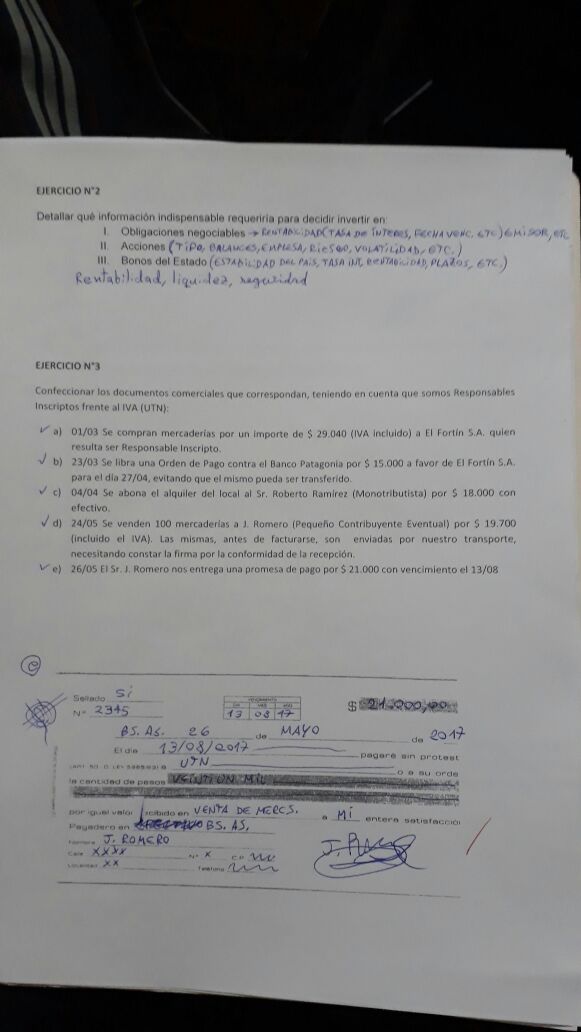 EJERCICIO N°2
Detallar qué información indispensable requeriría para decidir invertir en:
I. Obligaciones negociables → RENTABILIDAD (TASA DE INTERES, FECHA VENC. ETC) EMISOR, ETC
II. Acciones (TIPO, BALANCES, EMPRESA, RIESGO, VOLATILIDAD, ETC.)
III. Bonos del Estado (ESTABILIDAD DEL PAIS, TASA INT, RENTABILIDAD, PLAZOS, ETC.)
Rentabilidad, liquidez, seguridad
EJERCICIO N°3
Confeccionar los documentos comerciales que correspondan, teniendo en cuenta que somos Responsables
Inscriptos frente al IVA (UTN):
a) 01/03 Se compran mercaderías por un importe de $ 29.040 (IVA incluido) a El Fortín S.A. quien
resulta ser Responsable Inscripto.
b) 23/03 Se libra una Orden de Pago contra el Banco Patagonia por $ 15.000 a favor de El Fortín S.A.
para el día 27/04, evitando que el mismo pueda ser transferido.
c) 04/04 Se abona el alquiler del local al Sr. Roberto Ramírez (Monotributista) por $ 18.000 con
efectivo.
d) 24/05 Se venden 100 mercaderías a J. Romero (Pequeño Contribuyente Eventual) por $ 19.700
(incluido el IVA). Las mismas, antes de facturarse, son enviadas por nuestro transporte,
necesitando constar la firma por la conformidad de la recepción.
e) 26/05 El Sr. J. Romero nos entrega una promesa de pago por $ 21.000 con vencimiento el 13/08
e
Sellado SÍ
VENCIMIENTO
N° 2345
DIA MES AÑO
13 08 17
$ 21.000,00
BS. AS. 26 de MAYO de 2017
El día 13/08/2017 pagaré sin protest
a UTN o a su orde
la cantidad de pesos VEINTIUN MIL
por igual valor recibido en VENTA DE MERCS. a MI entera satisfacció
Pagadero en BS. AS.
Nombre J. ROMERO
Calle XXXX N° X C.P.
Localidad XX Teléfono